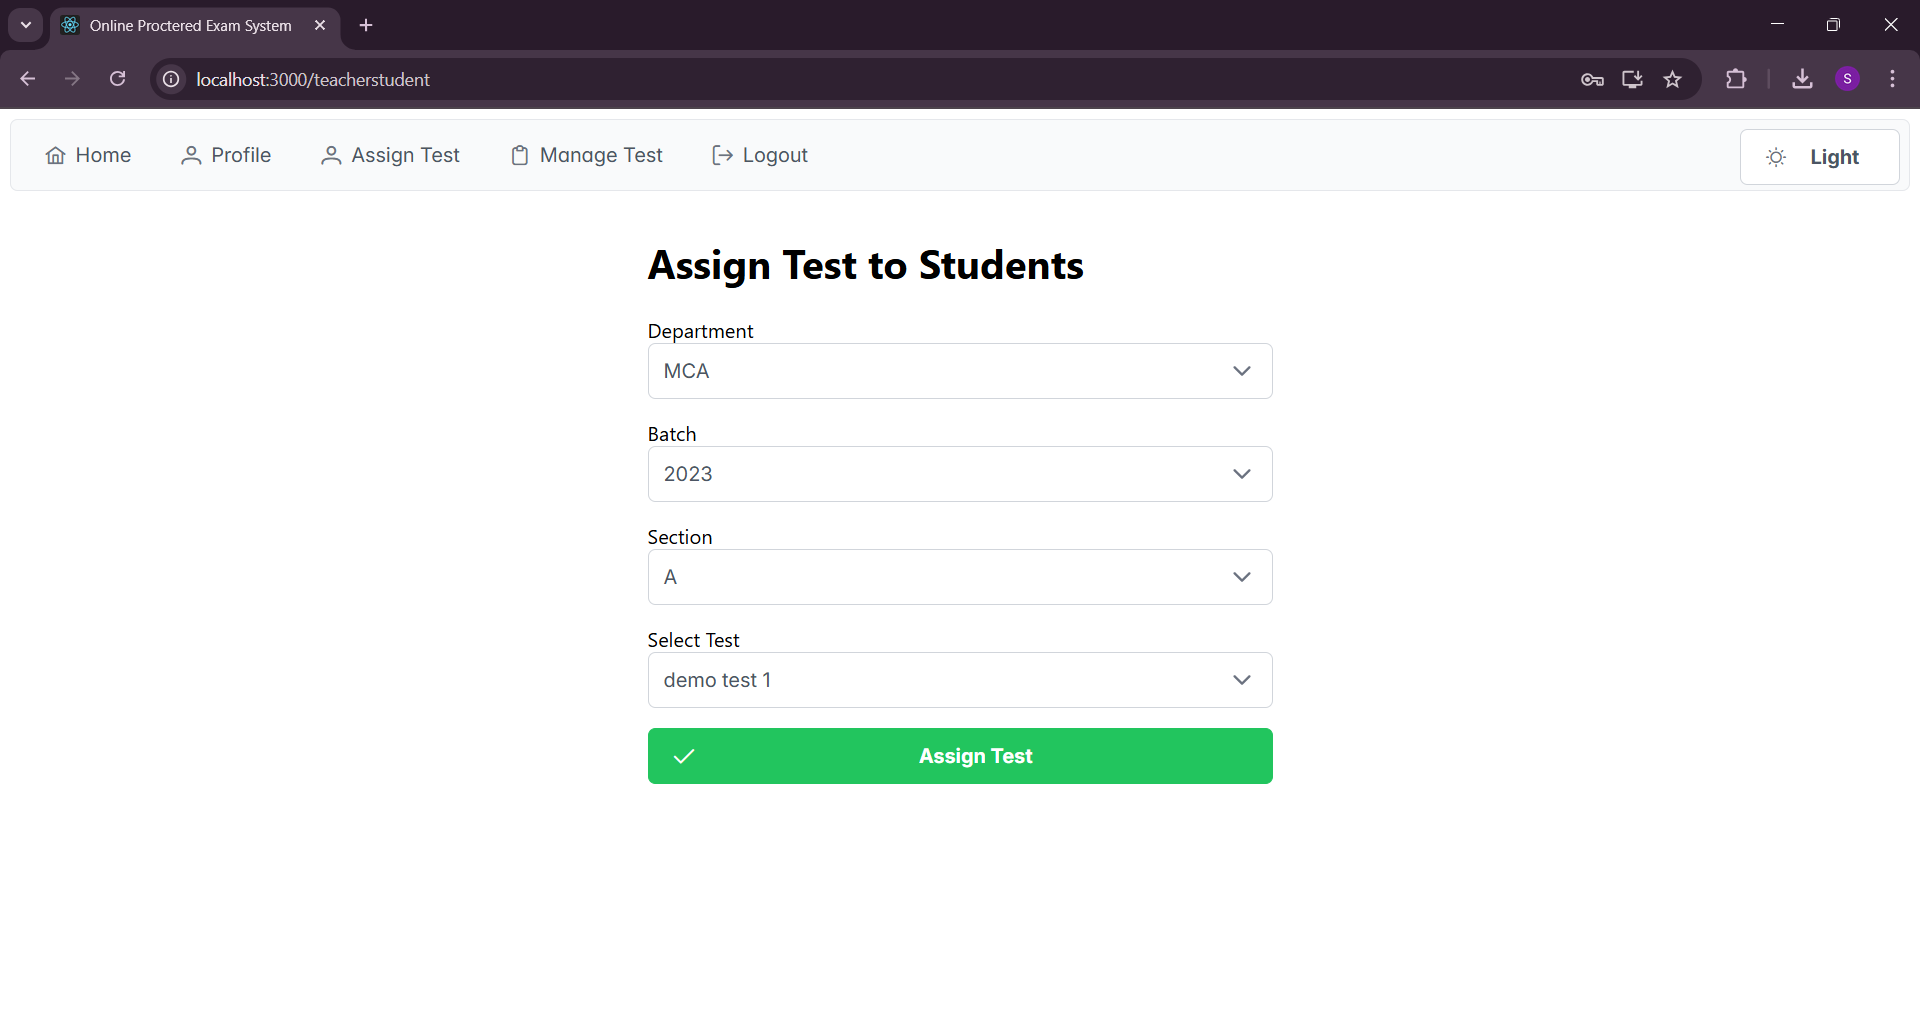 Online Proctered Exam System
localhost:3000/teacherstudent
S
Home Profile Assign Test Manage Test Logout Light
Assign Test to Students
Department
MCA
Batch
2023
Section
A
Select Test
demo test 1
Assign Test